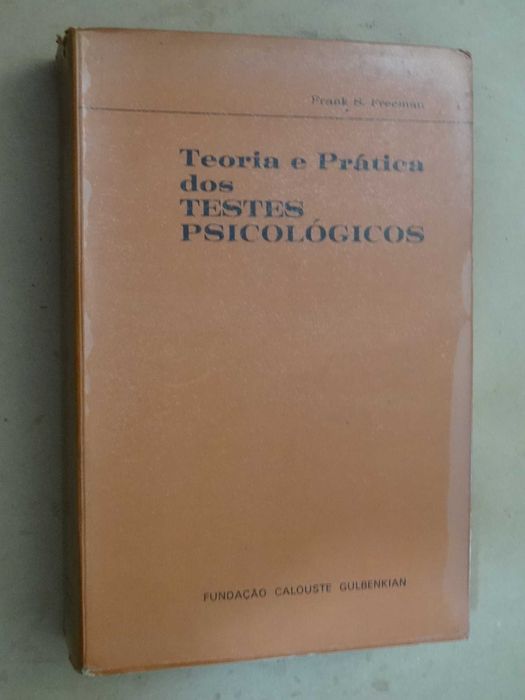 Frank S. Freeman
Teoria e Prática
dos
TESTES
PSICOLÓGICOS
FUNDAÇÃO CALOUSTE GULBENKIAN